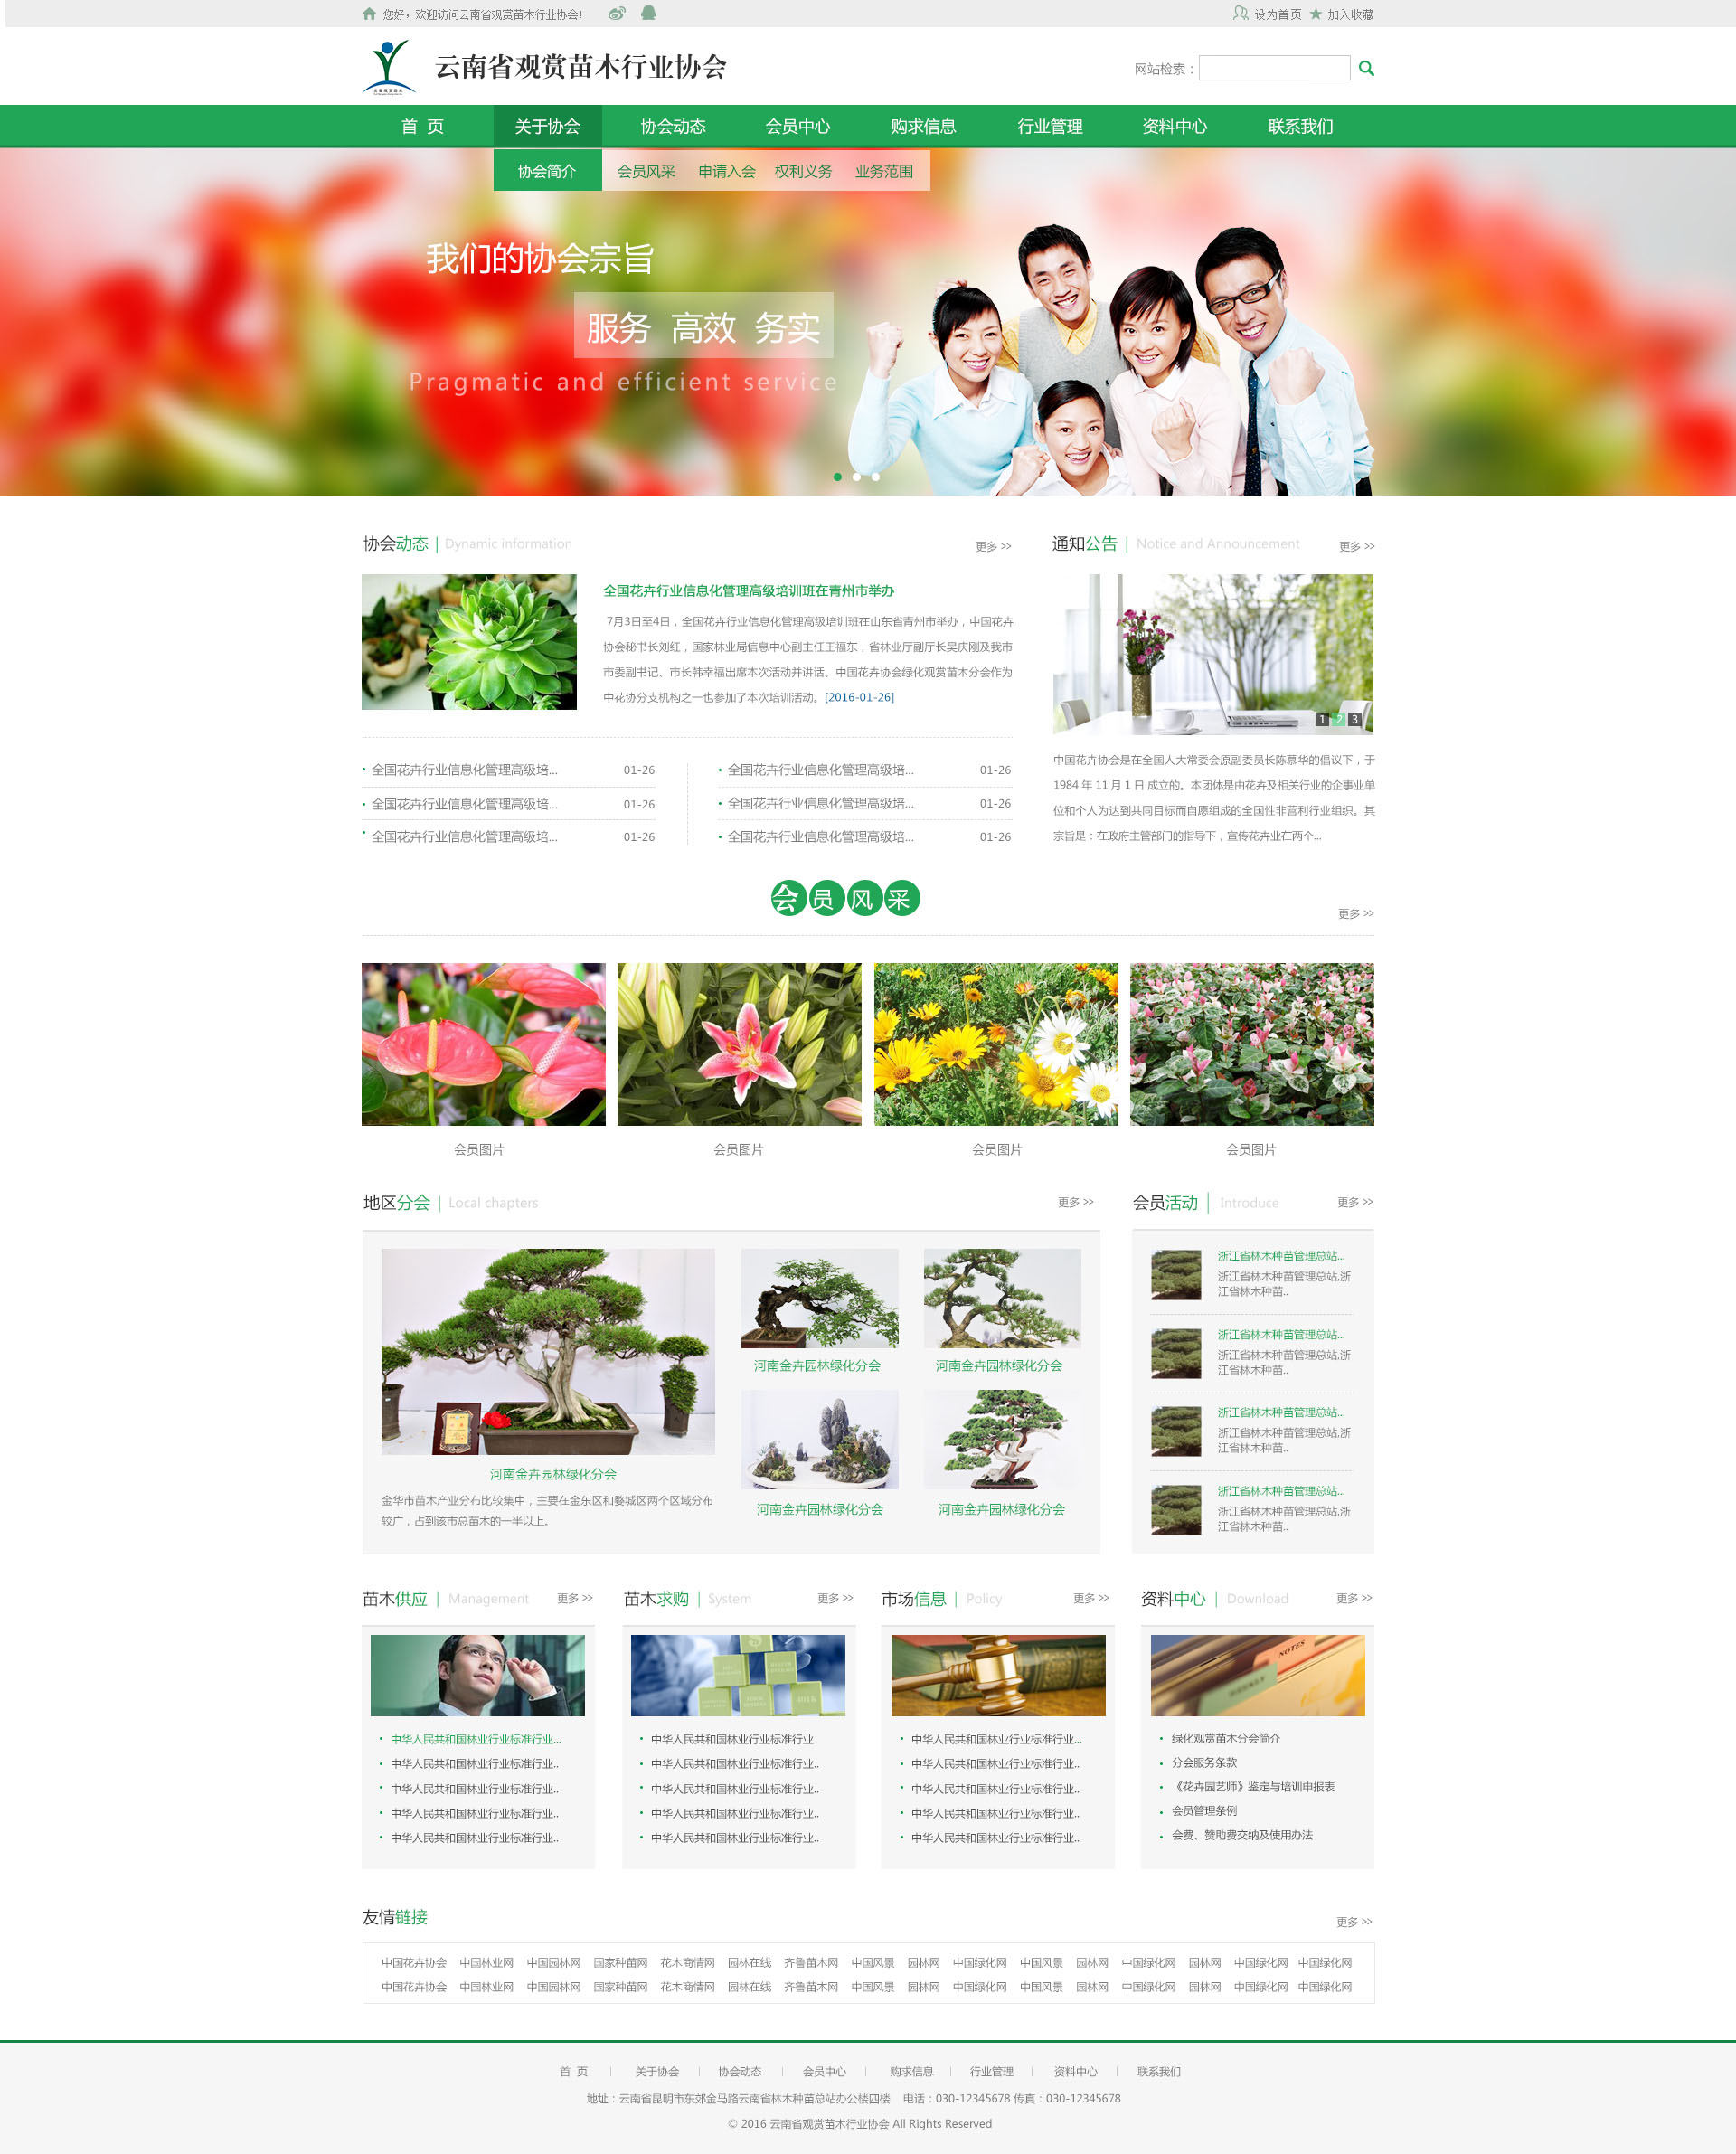 您好，欢迎访问云南省观赏苗木行业协会!
设为首页 加入收藏
云南省观赏苗木行业协会
网站检索：
首 页 关于协会 协会动态 会员中心 购求信息 行业管理 资料中心 联系我们
协会简介 会员风采 申请入会 权利义务 业务范围
我们的协会宗旨
服务 高效 务实
Pragmatic and efficient service
协会动态 | Dynamic information 更多 >>
全国花卉行业信息化管理高级培训班在青州市举办
7月3日至4日，全国花卉行业信息化管理高级培训班在山东省青州市举办，中国花卉
协会秘书长刘红，国家林业局信息中心副主任王福东，省林业厅副厅长吴庆刚及我市
市委副书记、市长韩幸福出席本次活动并讲话。中国花卉协会绿化观赏苗木分会作为
中花协分支机构之一也参加了本次培训活动。[2016-01-26]
全国花卉行业信息化管理高级培... 01-26
全国花卉行业信息化管理高级培... 01-26
全国花卉行业信息化管理高级培... 01-26
全国花卉行业信息化管理高级培... 01-26
全国花卉行业信息化管理高级培... 01-26
全国花卉行业信息化管理高级培... 01-26
通知公告 | Notice and Announcement 更多 >>
1 2 3
中国花卉协会是在全国人大常委会原副委员长陈慕华的倡议下，于
1984 年 11 月 1 日 成立的。本团体是由花卉及相关行业的企事业单
位和个人为达到共同目标而自愿组成的全国性非营利行业组织。其
宗旨是：在政府主管部门的指导下，宣传花卉业在两个...
会员风采
更多 >>
会员图片 会员图片 会员图片 会员图片
地区分会 | Local chapters 更多 >>
河南金卉园林绿化分会
金华市苗木产业分布比较集中，主要在金东区和婺城区两个区域分布
较广，占到该市总苗木的一半以上。
河南金卉园林绿化分会 河南金卉园林绿化分会
河南金卉园林绿化分会 河南金卉园林绿化分会
会员活动 | Introduce 更多 >>
浙江省林木种苗管理总站...
浙江省林木种苗管理总站,浙
江省林木种苗..
浙江省林木种苗管理总站...
浙江省林木种苗管理总站,浙
江省林木种苗..
浙江省林木种苗管理总站...
浙江省林木种苗管理总站,浙
江省林木种苗..
浙江省林木种苗管理总站...
浙江省林木种苗管理总站,浙
江省林木种苗..
苗木供应 | Management 更多 >>
中华人民共和国林业行业标准行业...
中华人民共和国林业行业标准行业..
中华人民共和国林业行业标准行业..
中华人民共和国林业行业标准行业..
中华人民共和国林业行业标准行业..
苗木求购 | System 更多 >>
中华人民共和国林业行业标准行业
中华人民共和国林业行业标准行业..
中华人民共和国林业行业标准行业..
中华人民共和国林业行业标准行业..
中华人民共和国林业行业标准行业..
市场信息 | Policy 更多 >>
中华人民共和国林业行业标准行业...
中华人民共和国林业行业标准行业..
中华人民共和国林业行业标准行业..
中华人民共和国林业行业标准行业..
中华人民共和国林业行业标准行业..
资料中心 | Download 更多 >>
NOTES
绿化观赏苗木分会简介
分会服务条款
《花卉园艺师》鉴定与培训申报表
会员管理条例
会费、赞助费交纳及使用办法
友情链接 更多 >>
中国花卉协会 中国林业网 中国园林网 国家种苗网 花木商情网 园林在线 齐鲁苗木网 中国风景 园林网 中国绿化网 中国风景 园林网 中国绿化网 园林网 中国绿化网 中国绿化网
中国花卉协会 中国林业网 中国园林网 国家种苗网 花木商情网 园林在线 齐鲁苗木网 中国风景 园林网 中国绿化网 中国风景 园林网 中国绿化网 园林网 中国绿化网 中国绿化网
首 页 | 关于协会 | 协会动态 | 会员中心 | 购求信息 | 行业管理 | 资料中心 | 联系我们
地址：云南省昆明市东郊金马路云南省林木种苗总站办公楼四楼 电话：030-12345678 传真：030-12345678
© 2016 云南省观赏苗木行业协会 All Rights Reserved